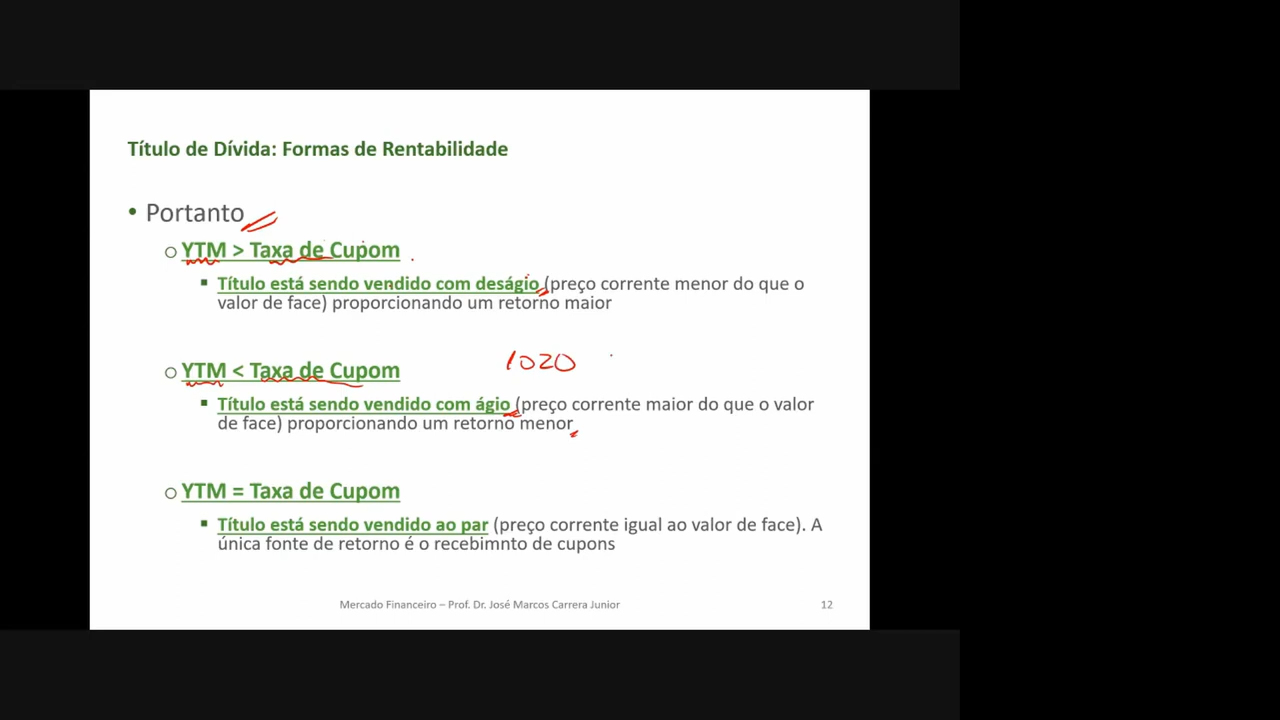 Título de Dívida: Formas de Rentabilidade
• Portanto
o YTM > Taxa de Cupom
▪ Título está sendo vendido com deságio (preço corrente menor do que o
valor de face) proporcionando um retorno maior
1020
o YTM < Taxa de Cupom
▪ Título está sendo vendido com ágio (preço corrente maior do que o valor
de face) proporcionando um retorno menor
o YTM = Taxa de Cupom
▪ Título está sendo vendido ao par (preço corrente igual ao valor de face). A
única fonte de retorno é o recebimnto de cupons
Mercado Financeiro – Prof. Dr. José Marcos Carrera Junior
12